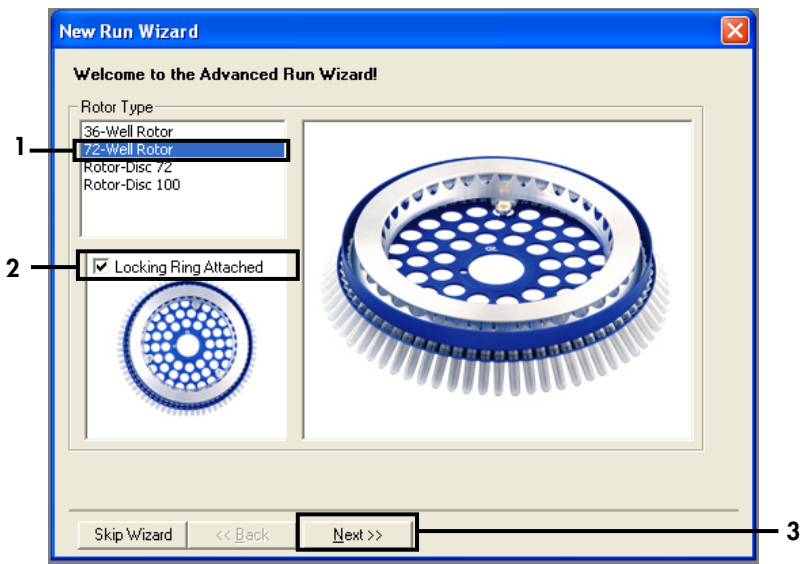 New Run Wizard
Welcome to the Advanced Run Wizard!
Rotor Type
36-Well Rotor
1
72-Well Rotor
Rotor-Disc 72
Rotor-Disc 100
2
Locking Ring Attached
Skip Wizard << Back Next >>
3